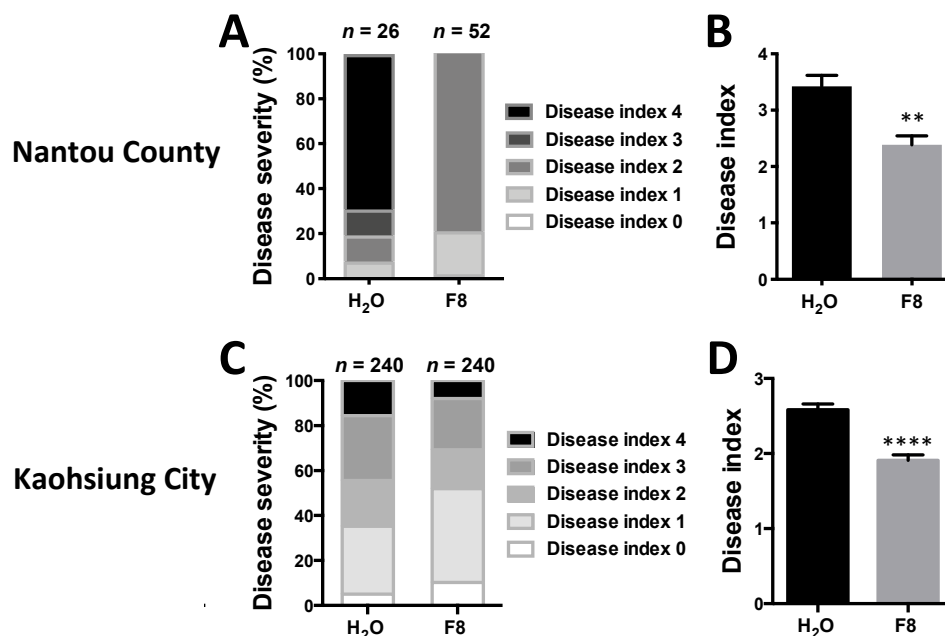 A
n = 26
n = 52
B
Nantou County
Disease severity (%)
100
80
60
40
20
0
H₂O
F8
Disease index 4
Disease index 3
Disease index 2
Disease index 1
Disease index 0
Disease index
4
3
2
1
0
**
H₂O
F8
C
n = 240
n = 240
D
Kaohsiung City
Disease severity (%)
100
80
60
40
20
0
H₂O
F8
Disease index 4
Disease index 3
Disease index 2
Disease index 1
Disease index 0
Disease index
3
2
1
0
****
H₂O
F8